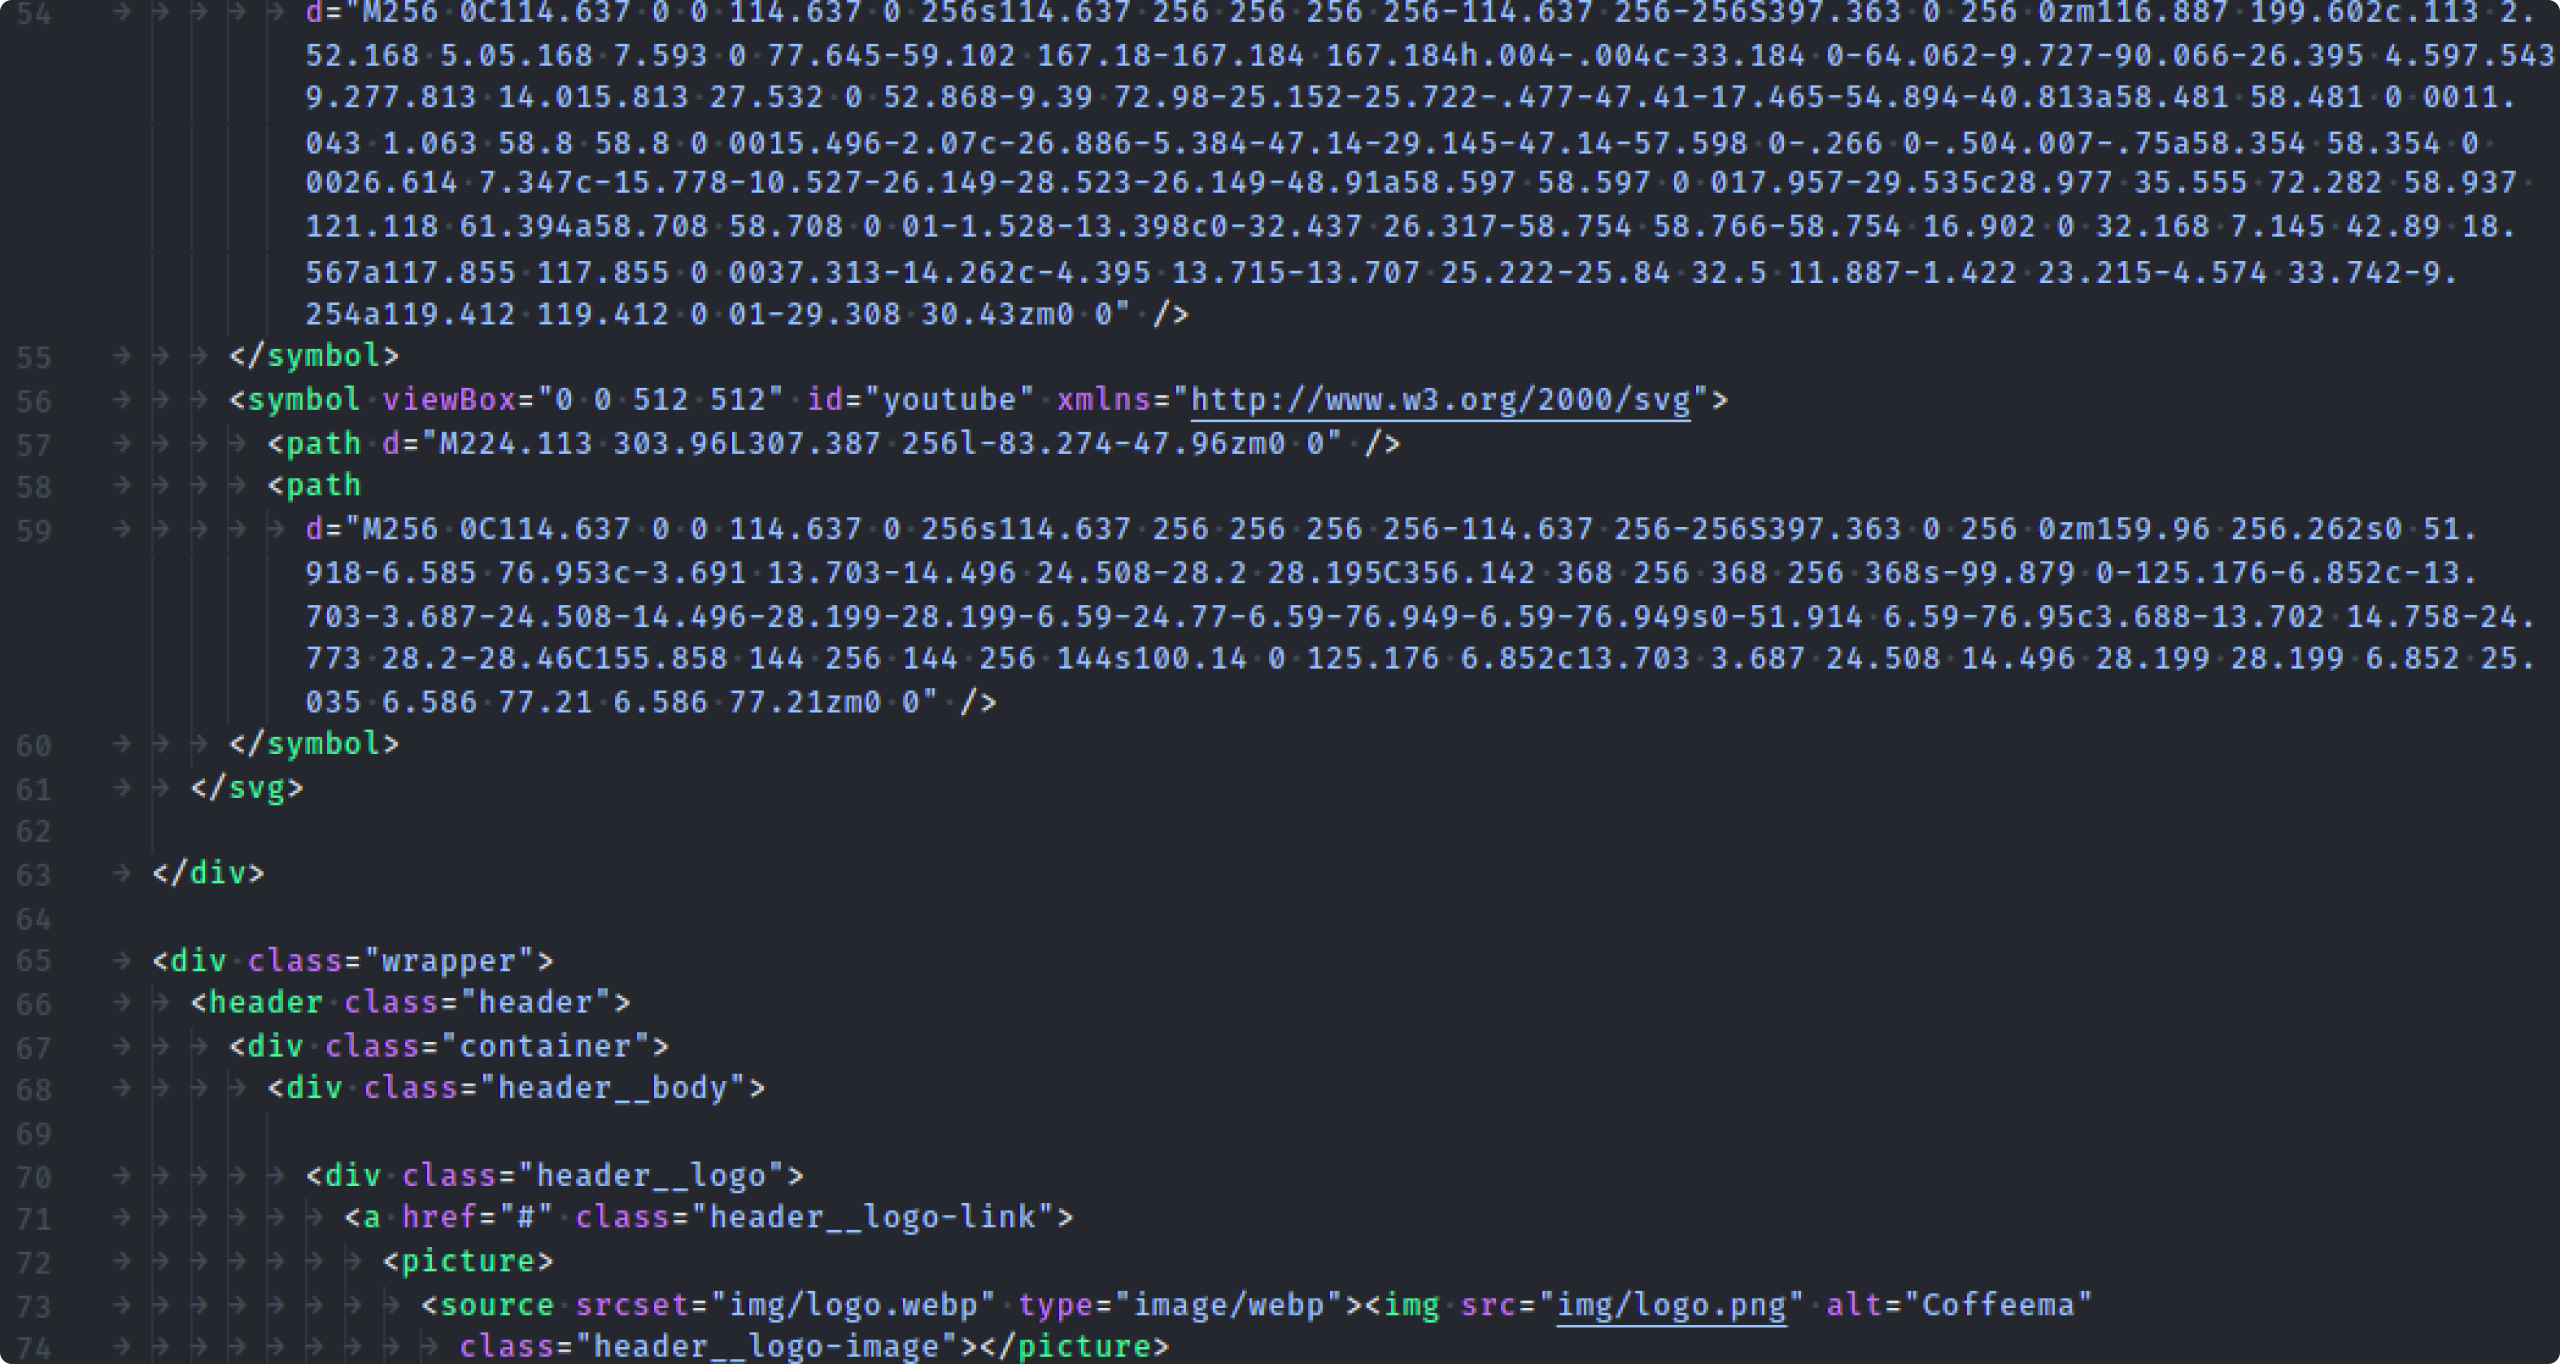 54 d="M256 0C114.637 0 0 114.637 0 256s114.637 256 256 256 256-114.637 256-256S397.363 0 256 0zm116.887 199.602c.113 2.
52.168 5.05.168 7.593 0 77.645-59.102 167.18-167.184 167.184h.004-.004c-33.184 0-64.062-9.727-90.066-26.395 4.597.543
9.277.813 14.015.813 27.532 0 52.868-9.39 72.98-25.152-25.722-.477-47.41-17.465-54.894-40.813a58.481 58.481 0 0011.
043 1.063 58.8 58.8 0 0015.496-2.07c-26.886-5.384-47.14-29.145-47.14-57.598 0-.266 0-.504.007-.75a58.354 58.354 0
0026.614 7.347c-15.778-10.527-26.149-28.523-26.149-48.91a58.597 58.597 0 017.957-29.535c28.977 35.555 72.282 58.937
121.118 61.394a58.708 58.708 0 01-1.528-13.398c0-32.437 26.317-58.754 58.766-58.754 16.902 0 32.168 7.145 42.89 18.
567a117.855 117.855 0 0037.313-14.262c-4.395 13.715-13.707 25.222-25.84 32.5 11.887-1.422 23.215-4.574 33.742-9.
254a119.412 119.412 0 01-29.308 30.43zm0 0" />
55 </symbol>
56 <symbol viewBox="0 0 512 512" id="youtube" xmlns="http://www.w3.org/2000/svg">
57 <path d="M224.113 303.96L307.387 256l-83.274-47.96zm0 0" />
58 <path
59 d="M256 0C114.637 0 0 114.637 0 256s114.637 256 256 256 256-114.637 256-256S397.363 0 256 0zm159.96 256.262s0 51.
918-6.585 76.953c-3.691 13.703-14.496 24.508-28.2 28.195C356.142 368 256 368 256 368s-99.879 0-125.176-6.852c-13.
703-3.687-24.508-14.496-28.199-28.199-6.59-24.77-6.59-76.949-6.59-76.949s0-51.914 6.59-76.95c3.688-13.702 14.758-24.
773 28.2-28.46C155.858 144 256 144 256 144s100.14 0 125.176 6.852c13.703 3.687 24.508 14.496 28.199 28.199 6.852 25.
035 6.586 77.21 6.586 77.21zm0 0" />
60 </symbol>
61 </svg>
62
63 </div>
64
65 <div class="wrapper">
66 <header class="header">
67 <div class="container">
68 <div class="header__body">
69
70 <div class="header__logo">
71 <a href="#" class="header__logo-link">
72 <picture>
73 <source srcset="img/logo.webp" type="image/webp"><img src="img/logo.png" alt="Coffeema"
74 class="header__logo-image"></picture>